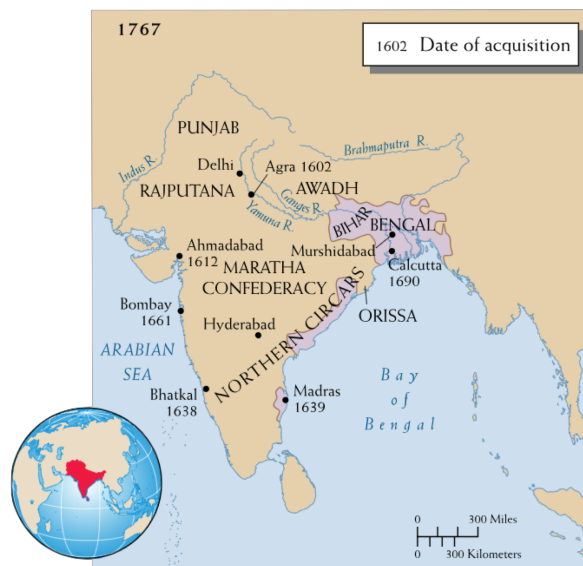 1767
1602 Date of acquisition
PUNJAB
Indus R.
Delhi
Agra 1602
Brahmaputra R.
RAJPUTANA
AWADH
Ganges R.
Yamuna R.
BIHAR
BENGAL
Murshidabad
Ahmadabad
1612
MARATHA
CONFEDERACY
Calcutta
1690
Bombay
1661
Hyderabad
NORTHERN CIRCARS
ORISSA
ARABIAN
SEA
Bhatkal
1638
Madras
1639
Bay
of
Bengal
0 300 Miles
0 300 Kilometers